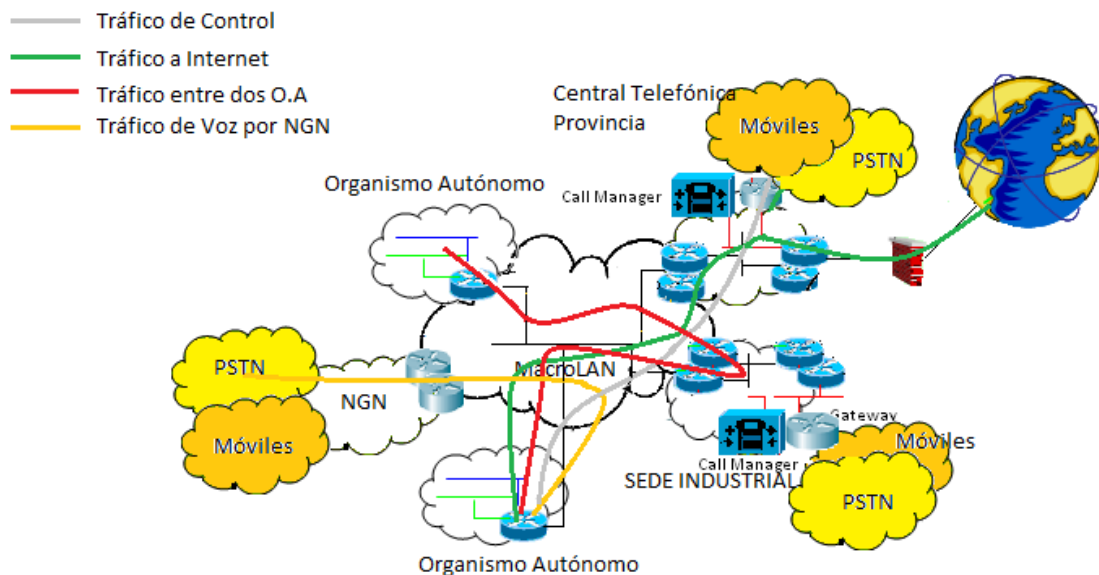 Tráfico de Control
Tráfico a Internet
Tráfico entre dos O.A
Tráfico de Voz por NGN
Central Telefónica
Provincia
Móviles
PSTN
Organismo Autónomo
Call Manager
PSTN
NGN
MacroLAN
Móviles
Gateway
Móviles
Call Manager
SEDE INDUSTRIAL
PSTN
Organismo Autónomo